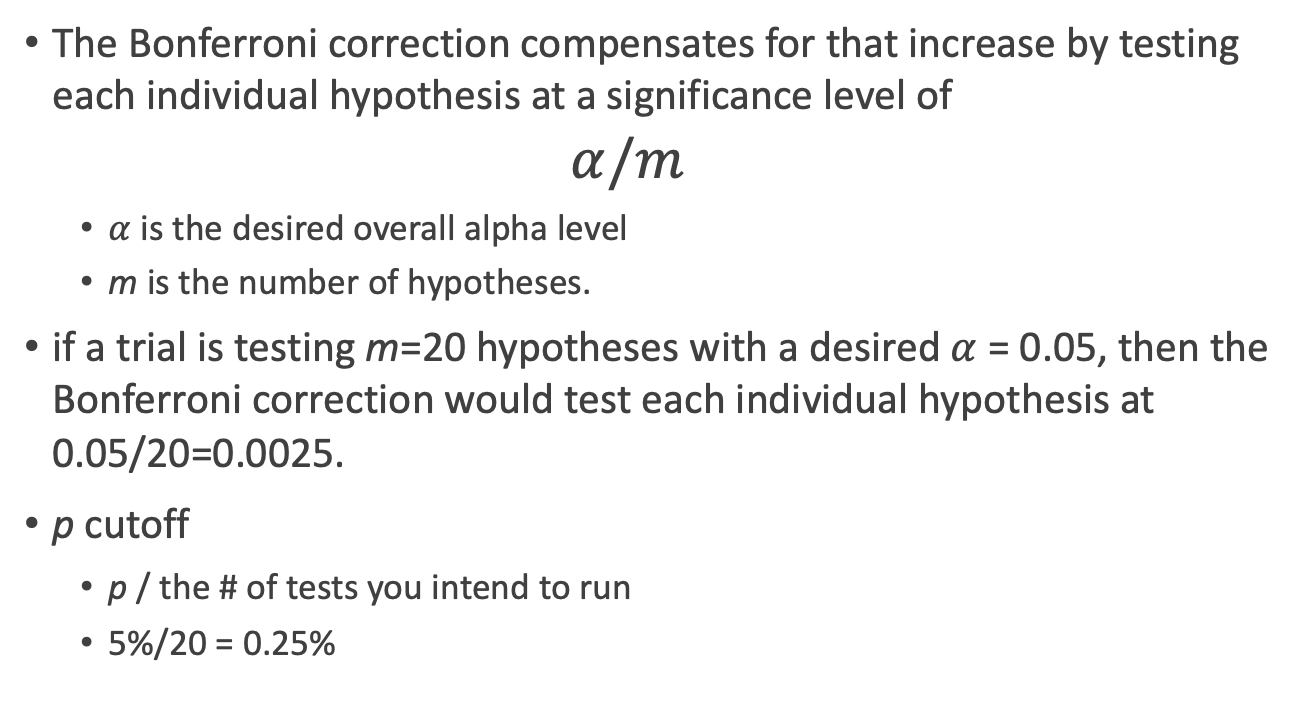 • The Bonferroni correction compensates for that increase by testing
each individual hypothesis at a significance level of
𝛼/𝑚
• 𝛼 is the desired overall alpha level
• m is the number of hypotheses.
• if a trial is testing m=20 hypotheses with a desired 𝛼 = 0.05, then the
Bonferroni correction would test each individual hypothesis at
0.05/20=0.0025.
• p cutoff
• p / the # of tests you intend to run
• 5%/20 = 0.25%